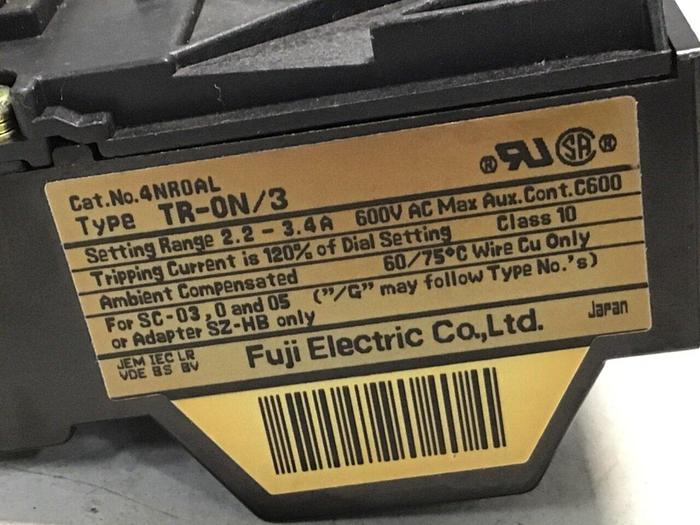 Cat.No.4NR0AL
Type TR-0N/3
Setting Range 2.2 - 3.4A 600V AC Max Aux.Cont.C600
Tripping Current is 120% of Dial Setting Class 10
Ambient Compensated 60/75°C Wire Cu Only
For SC-03,0 and 05 ("/G" may follow Type No.'s)
or Adapter SZ-HB only
JEM IEC LR
VDE BS BV
Fuji Electric Co.,Ltd.
Japan